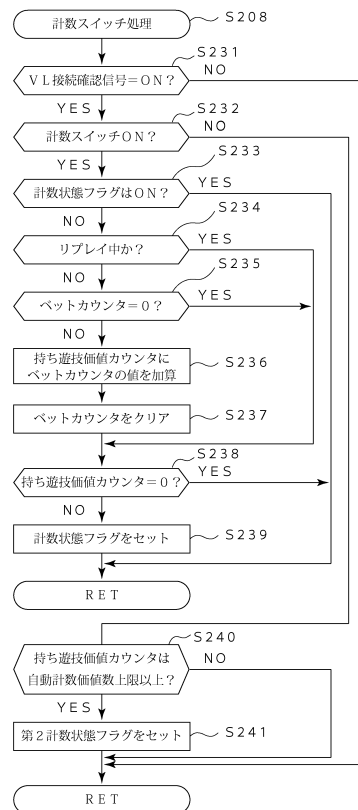 計数スイッチ処理
S208
S231
VL接続確認信号=ON？
NO
YES
S232
計数スイッチON？
NO
YES
S233
計数状態フラグはON？
YES
NO
S234
リプレイ中か？
YES
NO
S235
ベットカウンタ=0？
YES
NO
持ち遊技価値カウンタに
ベットカウンタの値を加算
S236
ベットカウンタをクリア
S237
S238
持ち遊技価値カウンタ=0？
YES
NO
計数状態フラグをセット
S239
RET
S240
持ち遊技価値カウンタは
自動計数価値数上限以上？
NO
YES
第2計数状態フラグをセット
S241
RET